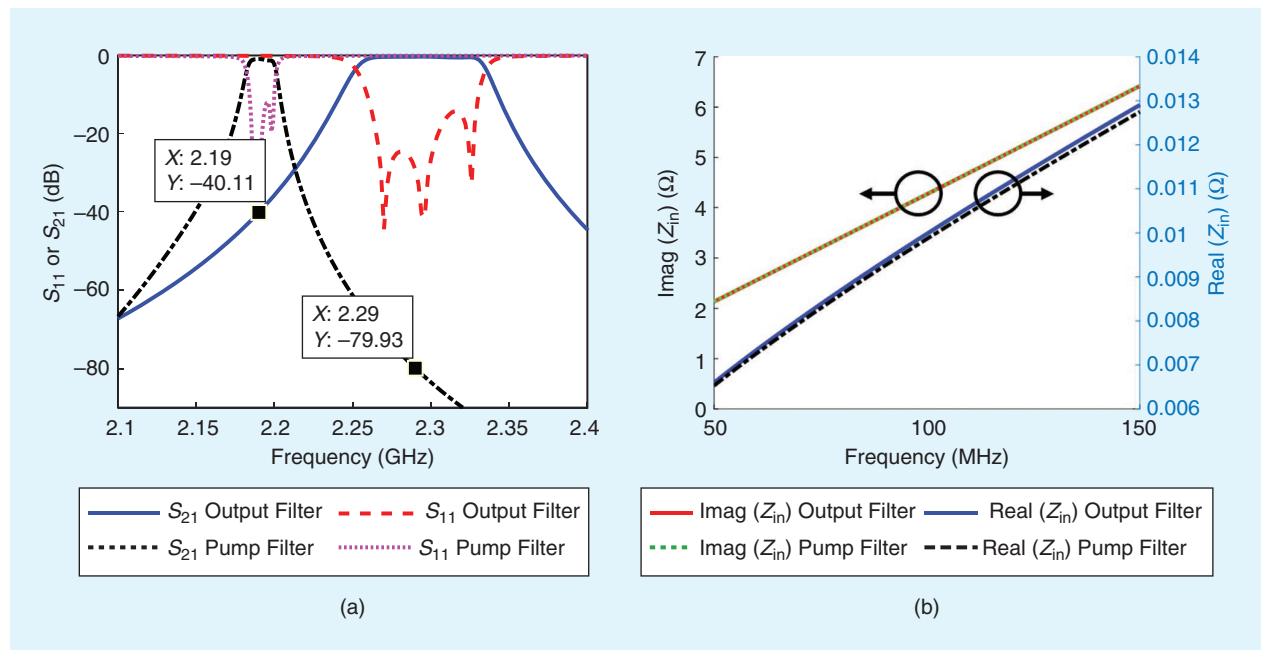 0
−20
−40
−60
−80
S11 or S21 (dB)
X: 2.19
Y: −40.11
X: 2.29
Y: −79.93
2.1 2.15 2.2 2.25 2.3 2.35 2.4
Frequency (GHz)
S21 Output Filter
S11 Output Filter
S21 Pump Filter
S11 Pump Filter
(a)
7
6
5
4
3
2
1
0
Imag (Zin) (Ω)
0.014
0.013
0.012
0.011
0.01
0.009
0.008
0.007
0.006
Real (Zin) (Ω)
50 100 150
Frequency (MHz)
Imag (Zin) Output Filter
Real (Zin) Output Filter
Imag (Zin) Pump Filter
Real (Zin) Pump Filter
(b)